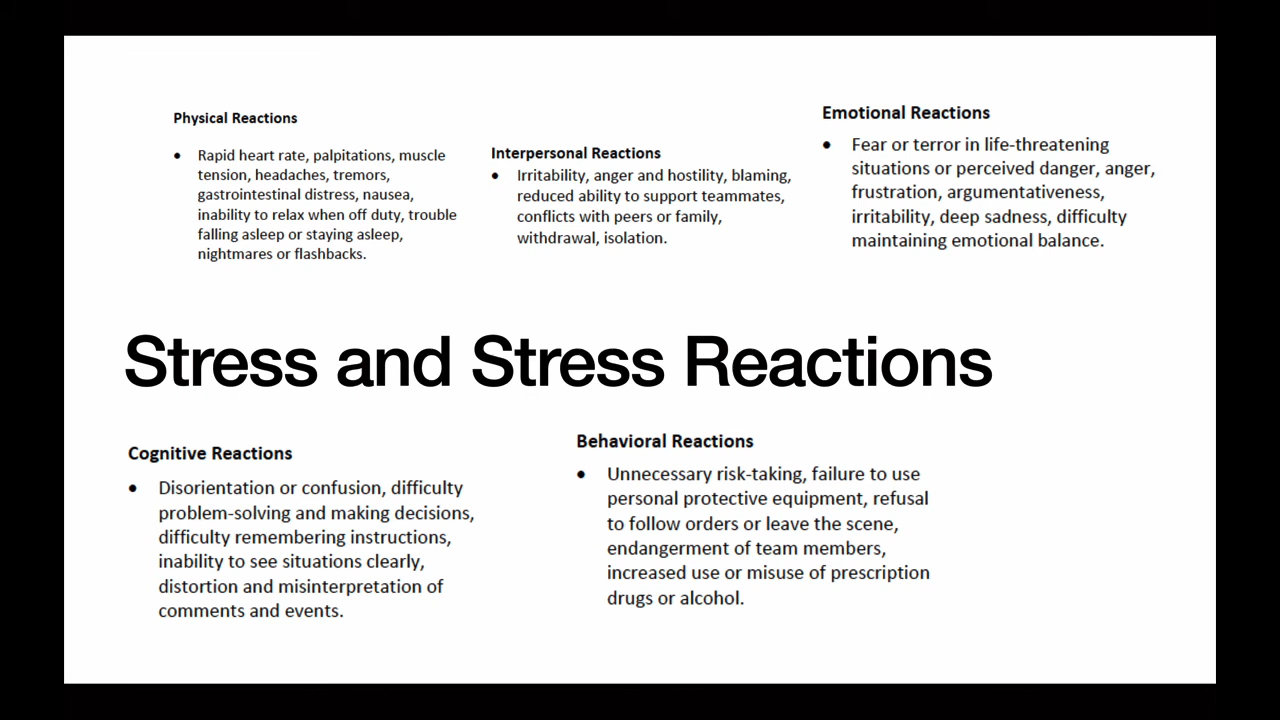 Physical Reactions
• Rapid heart rate, palpitations, muscle
tension, headaches, tremors,
gastrointestinal distress, nausea,
inability to relax when off duty, trouble
falling asleep or staying asleep,
nightmares or flashbacks.
Interpersonal Reactions
• Irritability, anger and hostility, blaming,
reduced ability to support teammates,
conflicts with peers or family,
withdrawal, isolation.
Emotional Reactions
• Fear or terror in life-threatening
situations or perceived danger, anger,
frustration, argumentativeness,
irritability, deep sadness, difficulty
maintaining emotional balance.
Stress and Stress Reactions
Cognitive Reactions
• Disorientation or confusion, difficulty
problem-solving and making decisions,
difficulty remembering instructions,
inability to see situations clearly,
distortion and misinterpretation of
comments and events.
Behavioral Reactions
• Unnecessary risk-taking, failure to use
personal protective equipment, refusal
to follow orders or leave the scene,
endangerment of team members,
increased use or misuse of prescription
drugs or alcohol.